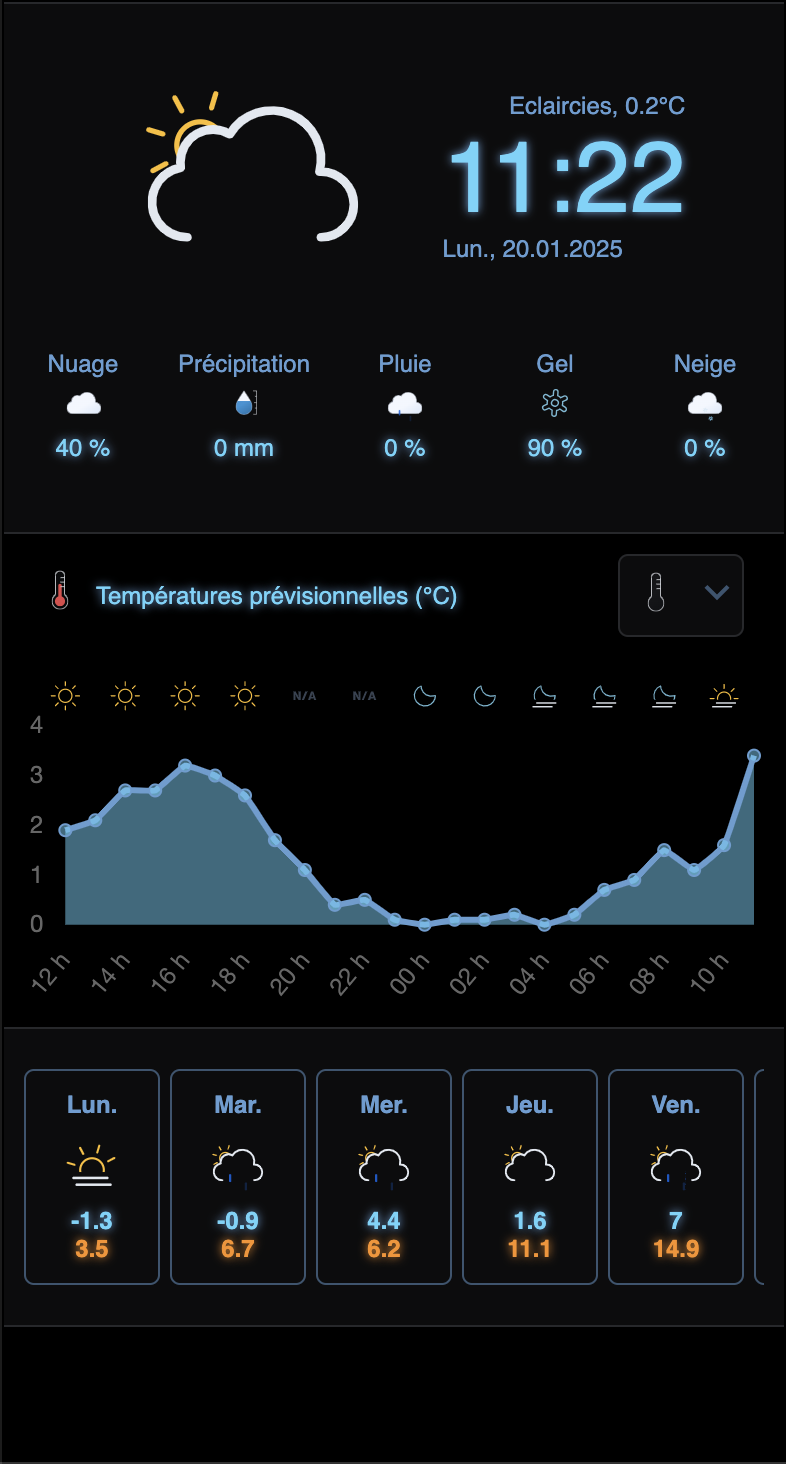 Eclaircies, 0.2°C
11:22
Lun., 20.01.2025
Nuage Précipitation Pluie Gel Neige
40 % 0 mm 0 % 90 % 0 %
Températures prévisionnelles (°C)
N/A N/A
4
3
2
1
0
12 h 14 h 16 h 18 h 20 h 22 h 00 h 02 h 04 h 06 h 08 h 10 h
Lun. Mar. Mer. Jeu. Ven.
-1.3 -0.9 4.4 1.6 7
3.5 6.7 6.2 11.1 14.9